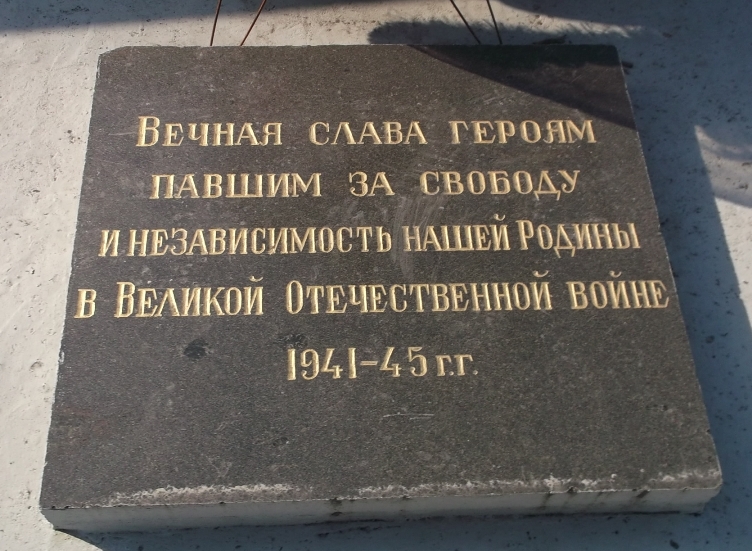 Вечная слава героям
павшим за свободу
и независимость нашей Родины
в Великой Отечественной войне
1941–45 г.г.